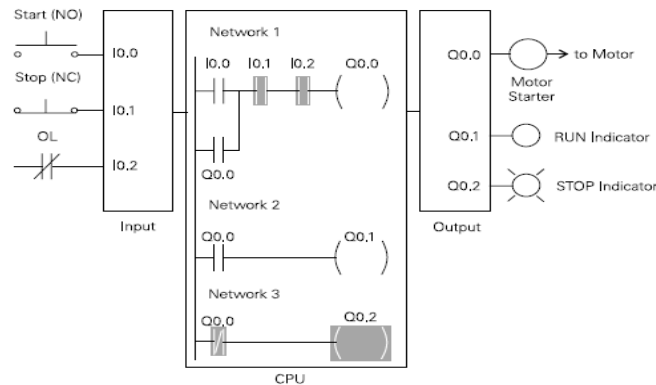 Start (NO)
I0.0
Stop (NC)
I0.1
OL
I0.2
Input
Network 1
I0.0 I0.1 I0.2 Q0.0
Q0.0
Network 2
Q0.0 Q0.1
Network 3
Q0.0 Q0.2
CPU
Q0.0
to Motor
Motor
Starter
Q0.1
RUN Indicator
Q0.2
STOP Indicator
Output